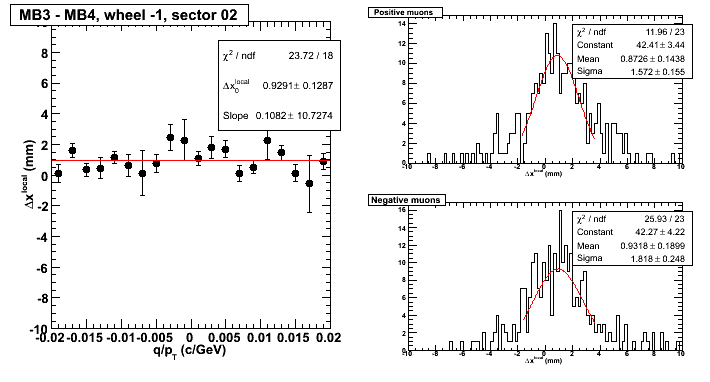 MB3 - MB4, wheel -1, sector 02
χ² / ndf 23.72 / 18
Δx₀^local 0.9291 ± 0.1287
Slope 0.1082 ± 10.7274
Δx^local (mm)
8
6
4
2
0
-2
-4
-6
-8
-10
-0.02 -0.015 -0.01 -0.005 0 0.005 0.01 0.015 0.02
q/p_T (c/GeV)
Positive muons
χ² / ndf 11.96 / 23
Constant 42.41 ± 3.44
Mean 0.8726 ± 0.1438
Sigma 1.572 ± 0.155
14
12
10
8
6
4
2
0
-10 -8 -6 -4 -2 0 2 4 6 8 10
Δx^local (mm)
Negative muons
χ² / ndf 25.93 / 23
Constant 42.27 ± 4.22
Mean 0.9318 ± 0.1899
Sigma 1.818 ± 0.248
16
14
12
10
8
6
4
2
0
-10 -8 -6 -4 -2 0 2 4 6 8 10
Δx^local (mm)